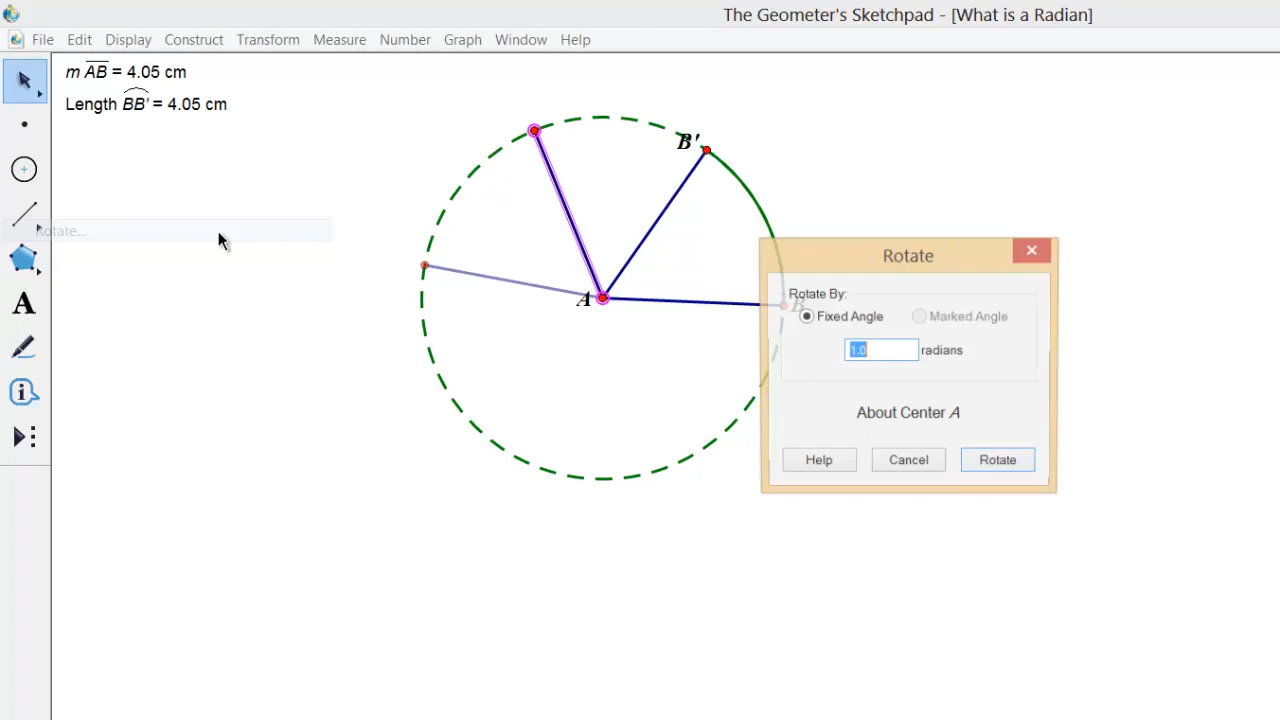 The Geometer's Sketchpad - [What is a Radian]
File Edit Display Construct Transform Measure Number Graph Window Help
m AB = 4.05 cm
Length BB' = 4.05 cm
B'
Rotate...
A
A
B
Rotate
Rotate By:
Fixed Angle Marked Angle
1.0 radians
About Center A
Help Cancel Rotate